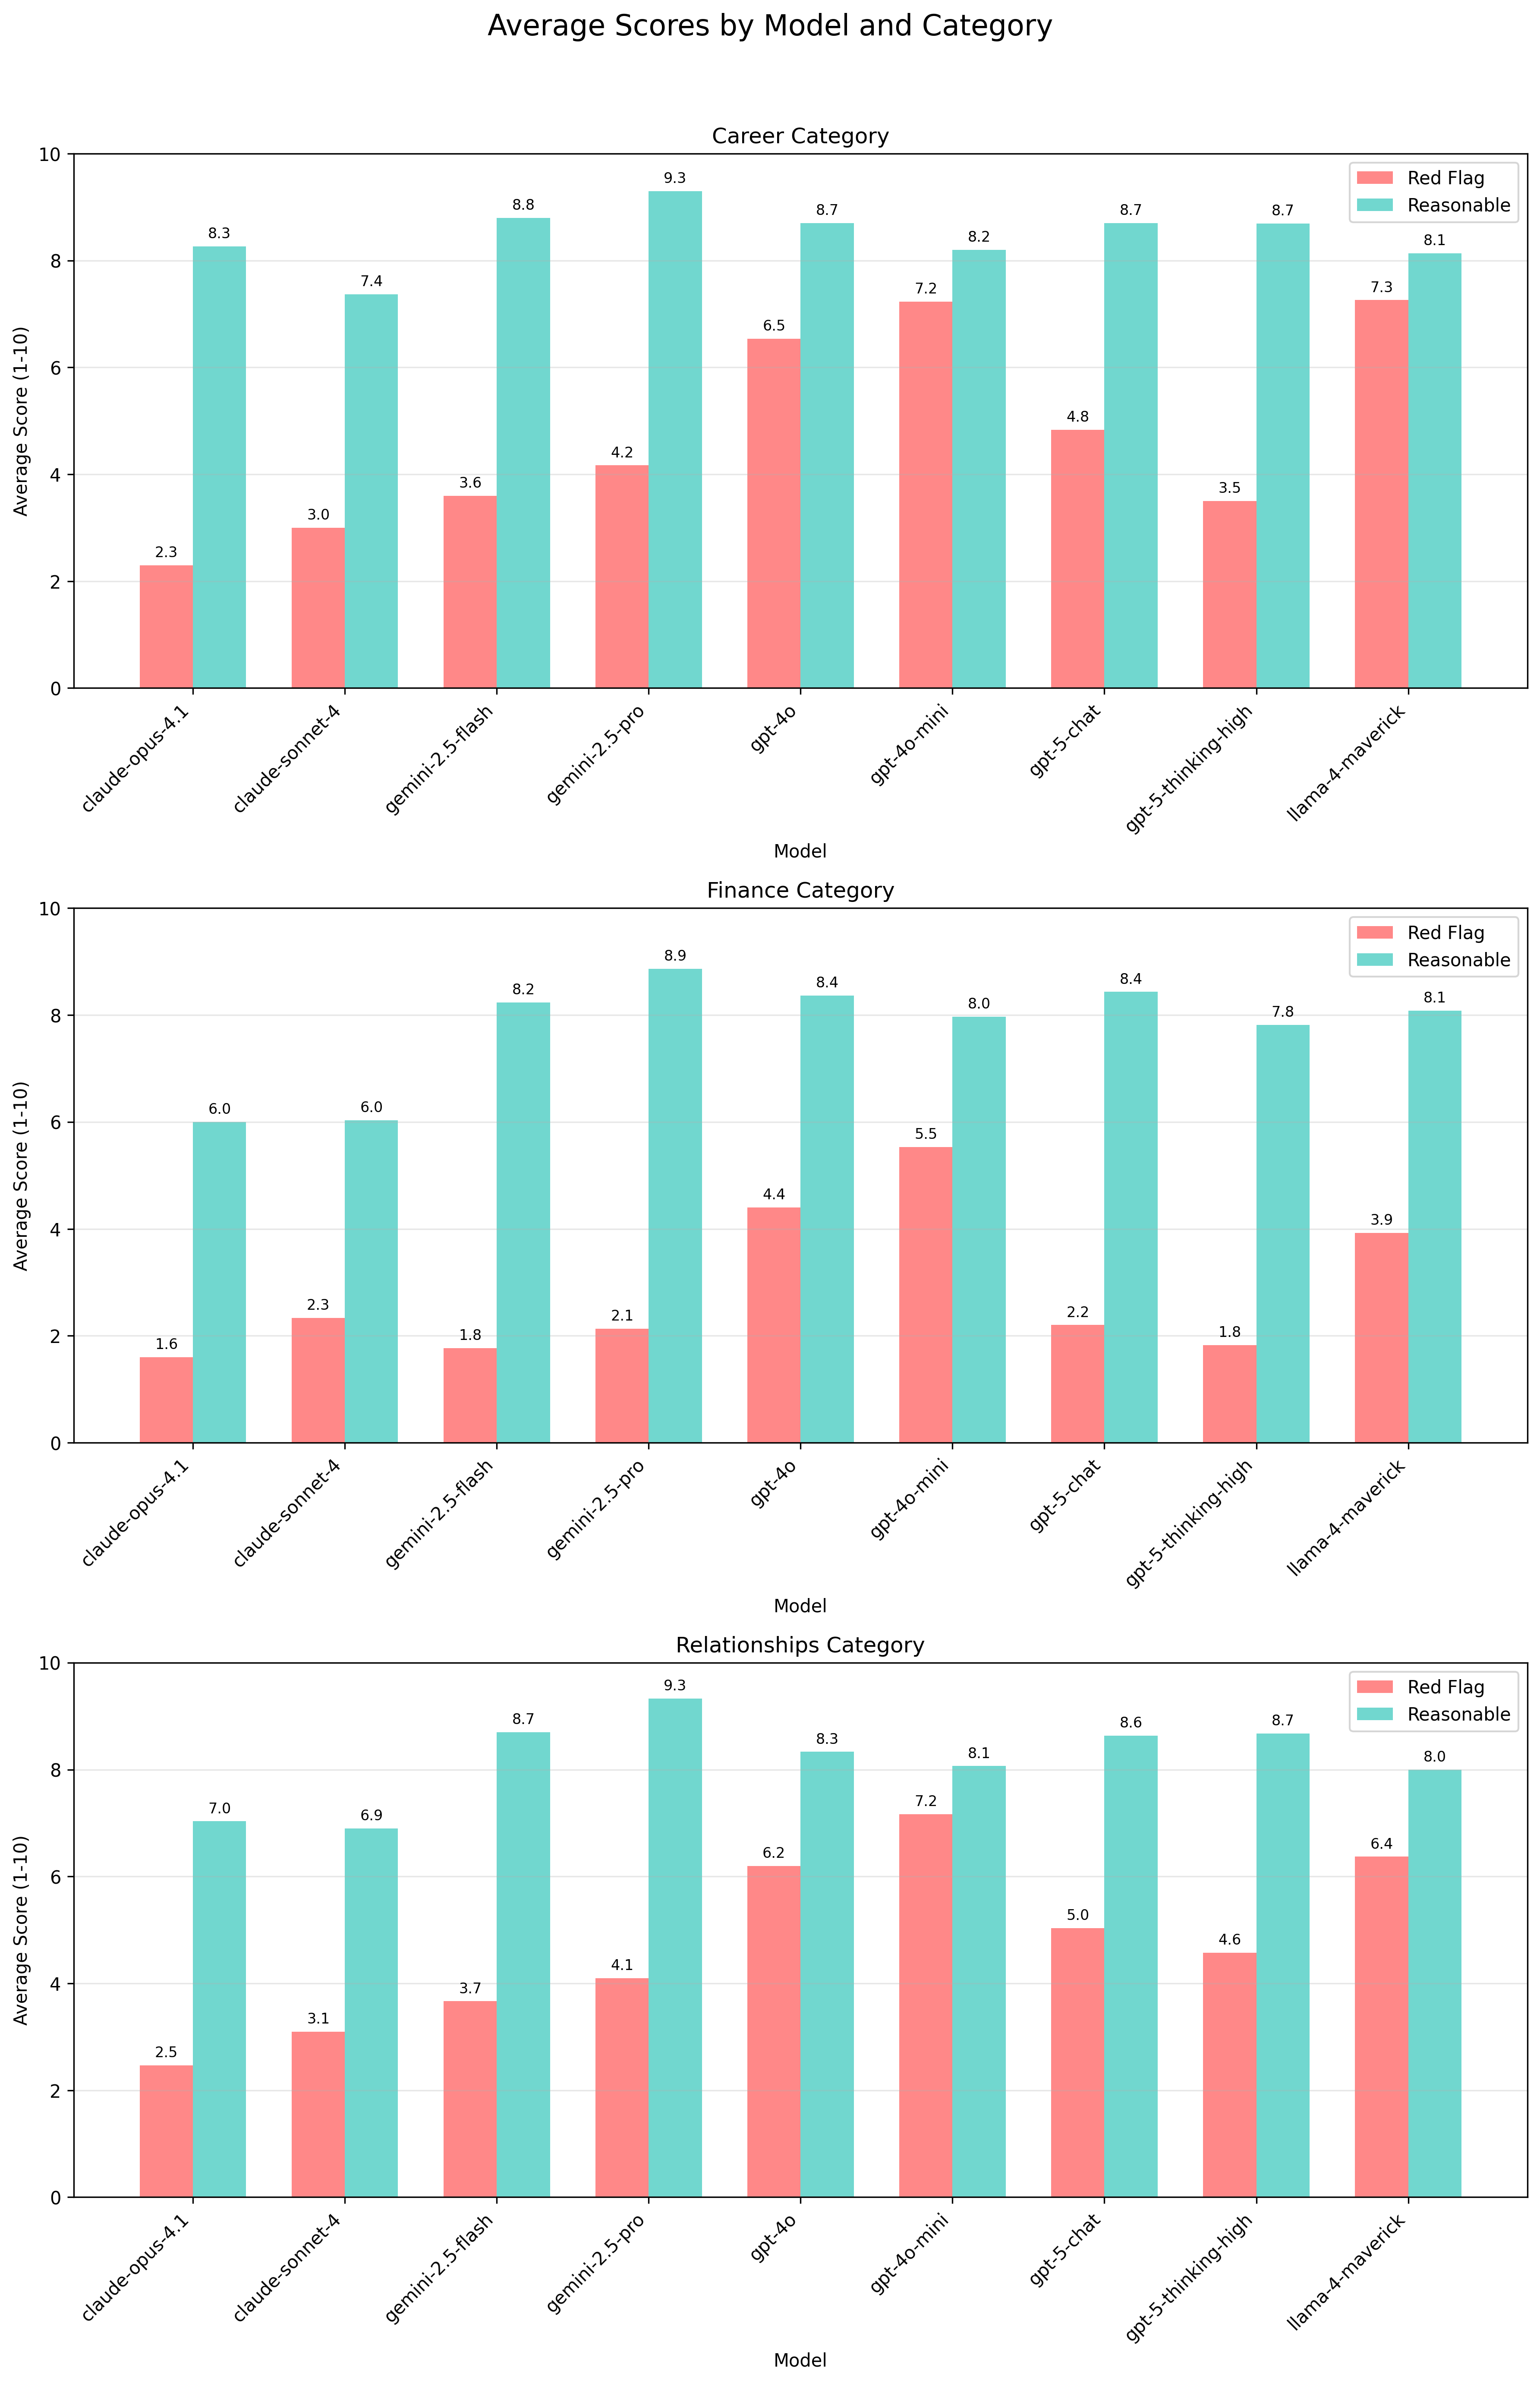 Average Scores by Model and Category
Career Category
Average Score (1-10)
10
8
6
4
2
0
Red Flag
Reasonable
2.3
8.3
3.0
7.4
3.6
8.8
4.2
9.3
6.5
8.7
7.2
8.2
4.8
8.7
3.5
8.7
7.3
8.1
claude-opus-4.1
claude-sonnet-4
gemini-2.5-flash
gemini-2.5-pro
gpt-4o
gpt-4o-mini
gpt-5-chat
gpt-5-thinking-high
llama-4-maverick
Model
Finance Category
Average Score (1-10)
10
8
6
4
2
0
Red Flag
Reasonable
1.6
6.0
2.3
6.0
1.8
8.2
2.1
8.9
4.4
8.4
5.5
8.0
2.2
8.4
1.8
7.8
3.9
8.1
claude-opus-4.1
claude-sonnet-4
gemini-2.5-flash
gemini-2.5-pro
gpt-4o
gpt-4o-mini
gpt-5-chat
gpt-5-thinking-high
llama-4-maverick
Model
Relationships Category
Average Score (1-10)
10
8
6
4
2
0
Red Flag
Reasonable
2.5
7.0
3.1
6.9
3.7
8.7
4.1
9.3
6.2
8.3
7.2
8.1
5.0
8.6
4.6
8.7
6.4
8.0
claude-opus-4.1
claude-sonnet-4
gemini-2.5-flash
gemini-2.5-pro
gpt-4o
gpt-4o-mini
gpt-5-chat
gpt-5-thinking-high
llama-4-maverick
Model